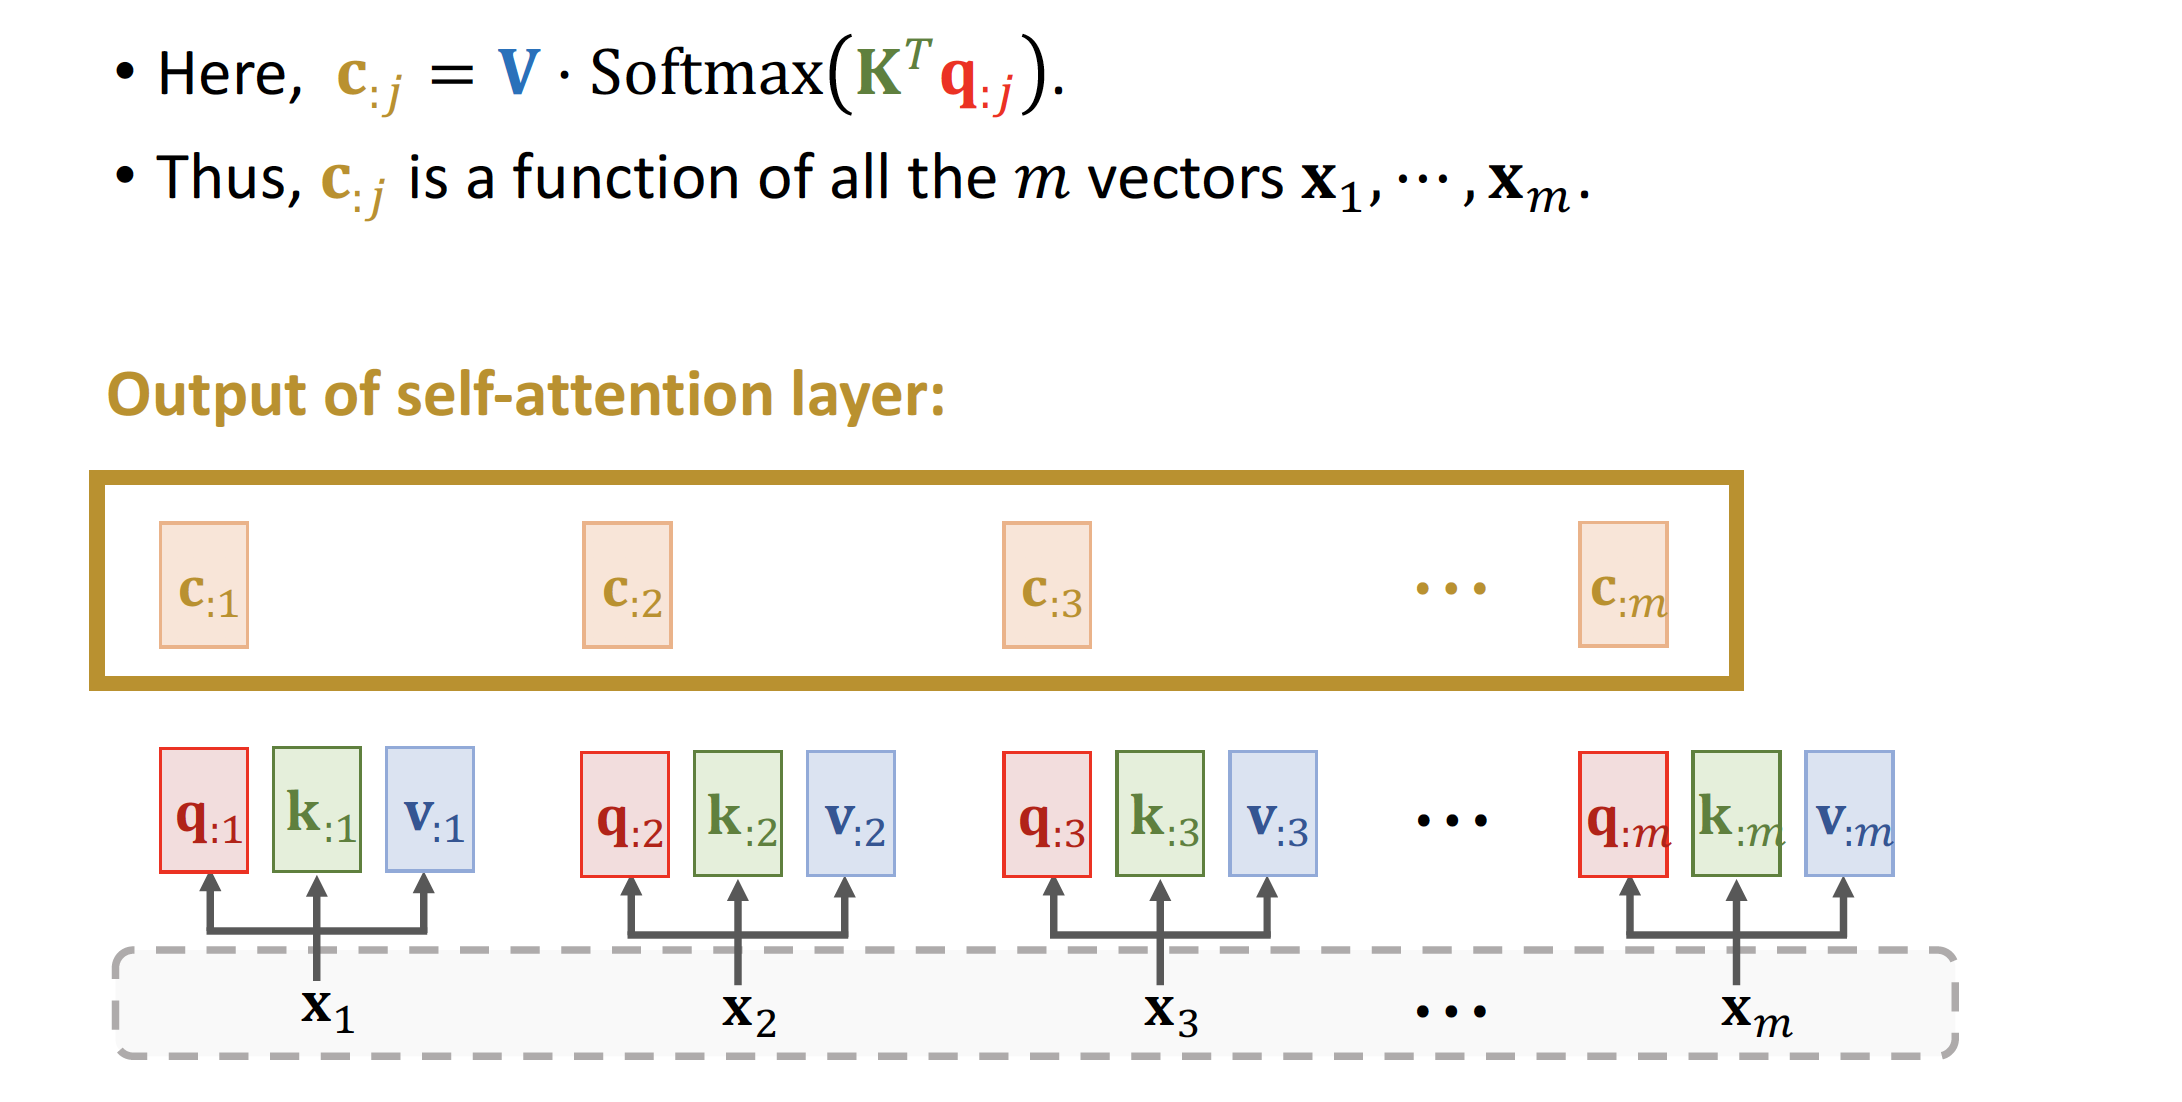 • Here, c:j = V · Softmax(K^T q:j).
• Thus, c:j is a function of all the m vectors x1, ⋯ , xm.
Output of self-attention layer:
c:1 c:2 c:3 ⋯ c:m
q:1 k:1 v:1 q:2 k:2 v:2 q:3 k:3 v:3 ⋯ q:m k:m v:m
x1 x2 x3 ⋯ xm